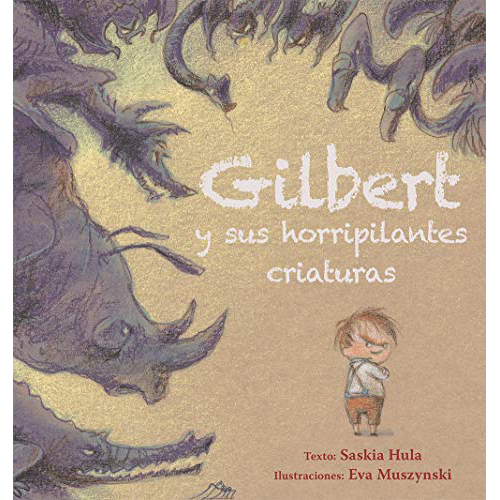 Gilbert
y sus horripilantes
criaturas
Texto: Saskia Hula
Ilustraciones: Eva Muszynski